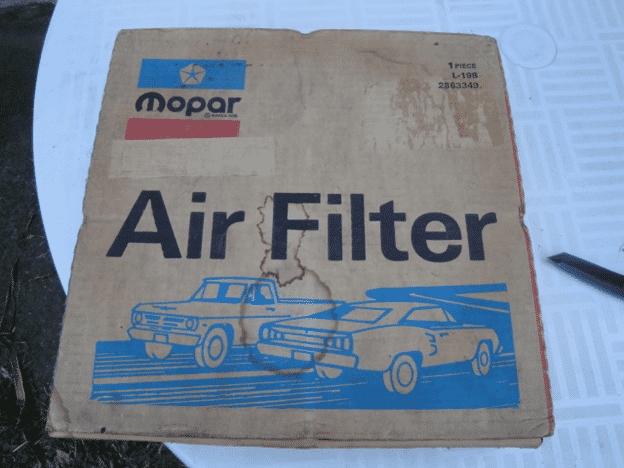 mopar
1 PIECE
L-198
2863349.
Air Filter